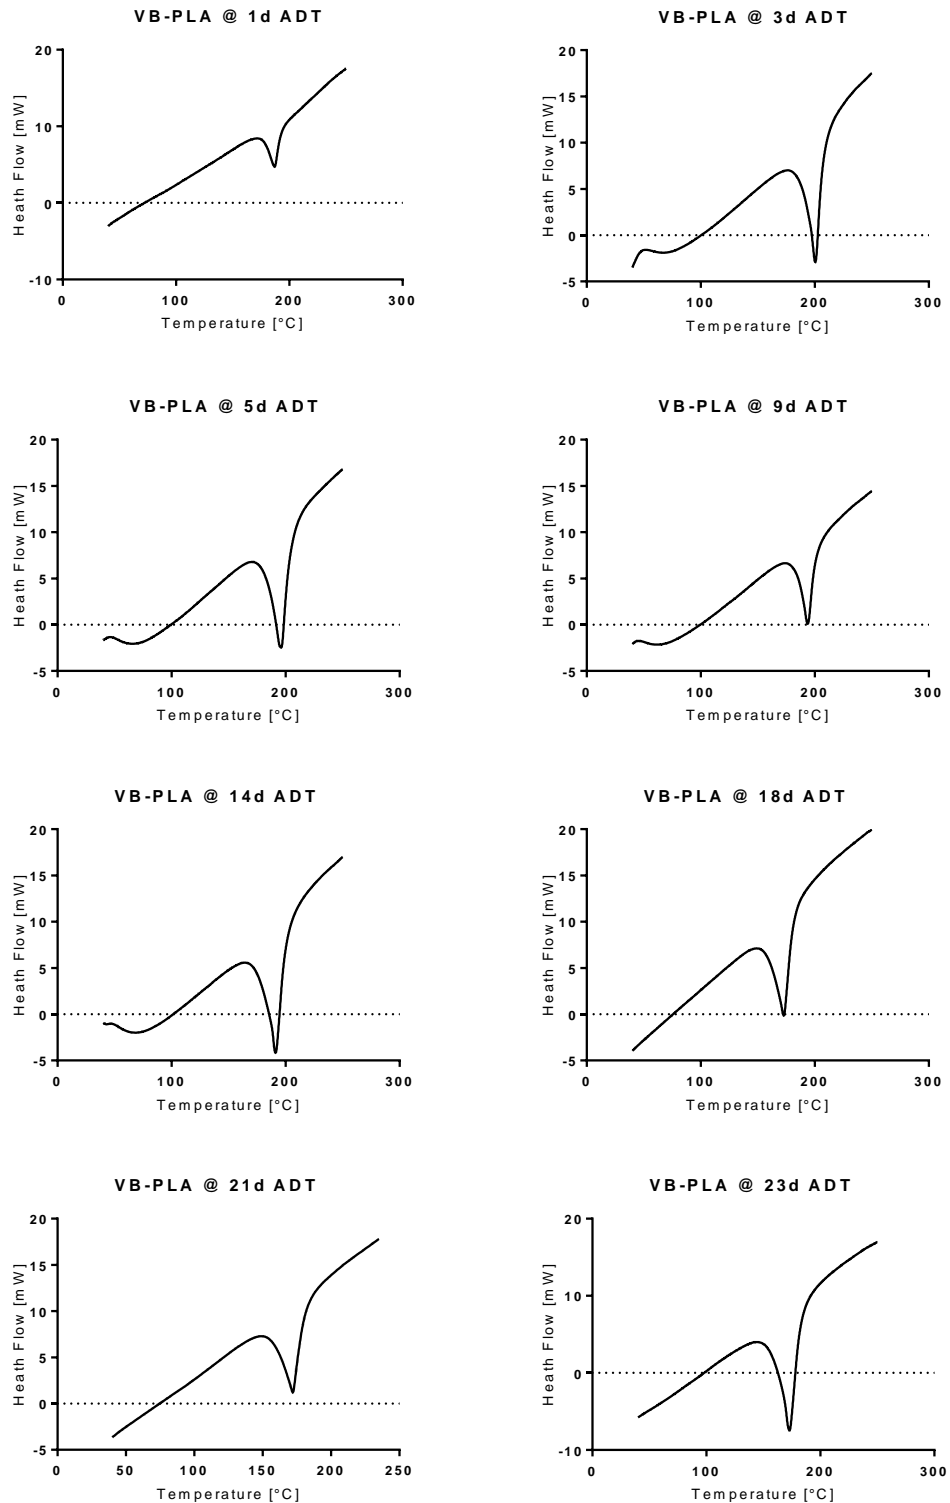 VB-PLA @ 1d ADT
Heath Flow [mW]
20
10
0
-10
0 100 200 300
Temperature [°C]
VB-PLA @ 3d ADT
Heath Flow [mW]
20
15
10
5
0
-5
0 100 200 300
Temperature [°C]
VB-PLA @ 5d ADT
Heath Flow [mW]
20
15
10
5
0
-5
0 100 200 300
Temperature [°C]
VB-PLA @ 9d ADT
Heath Flow [mW]
20
15
10
5
0
-5
0 100 200 300
Temperature [°C]
VB-PLA @ 14d ADT
Heath Flow [mW]
20
15
10
5
0
-5
0 100 200 300
Temperature [°C]
VB-PLA @ 18d ADT
Heath Flow [mW]
20
15
10
5
0
-5
0 100 200 300
Temperature [°C]
VB-PLA @ 21d ADT
Heath Flow [mW]
20
15
10
5
0
-5
0 50 100 150 200 250
Temperature [°C]
VB-PLA @ 23d ADT
Heath Flow [mW]
20
10
0
-10
0 100 200 300
Temperature [°C]